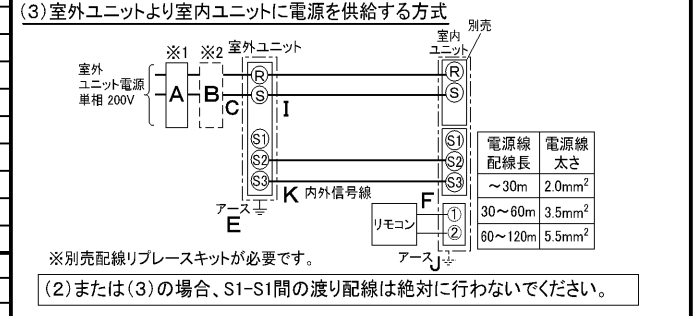 (3)室外ユニットより室内ユニットに電源を供給する方式
※1 ※2 室外ユニット
室内
ユニット
別売
室外
ユニット電源
単相 200V
A B C I
R
S
S1
S2
S3
R
S
S1
S2
S3
K 内外信号線
アース
E
F
リモコン
①
②
アース J
電源線
配線長
電源線
太さ
~30m 2.0mm²
30~60m 3.5mm²
60~120m 5.5mm²
※別売配線リプレースキットが必要です。
(2)または(3)の場合、S1-S1間の渡り配線は絶対に行わないでください。